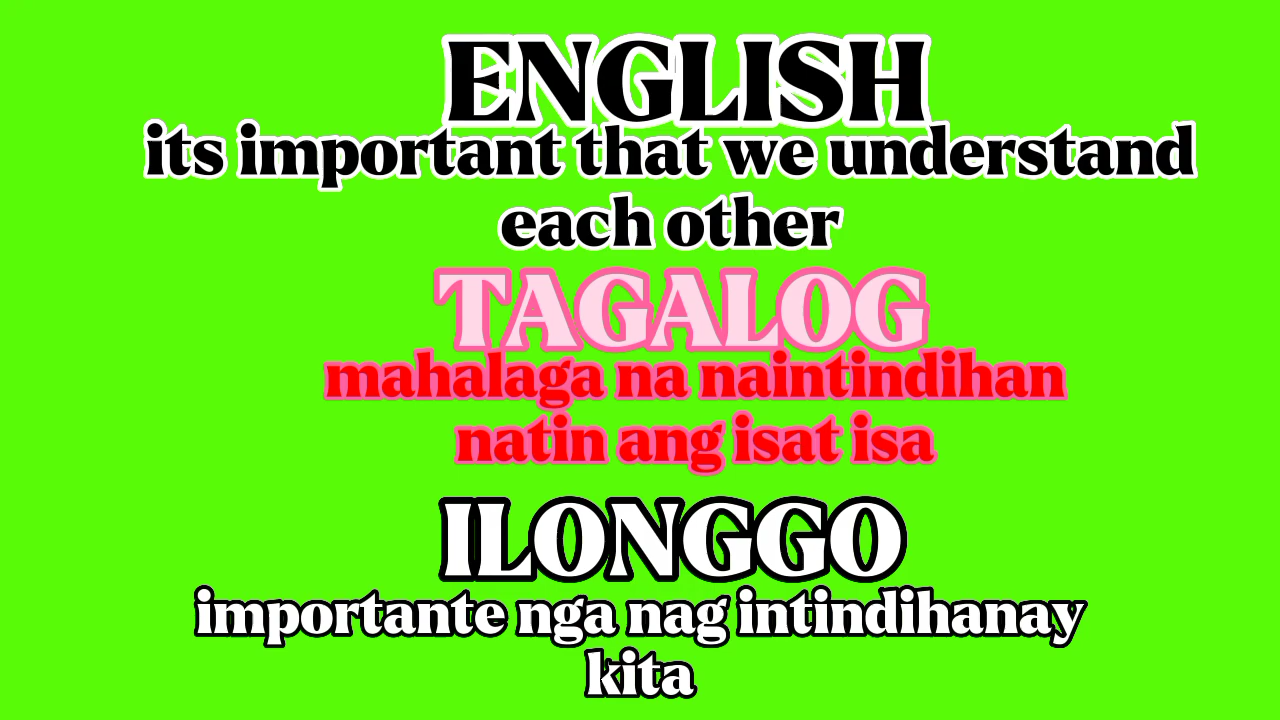 ENGLISH
its important that we understand
each other
TAGALOG
mahalaga na naintindihan
natin ang isat isa
ILONGGO
importante nga nag intindihanay
kita